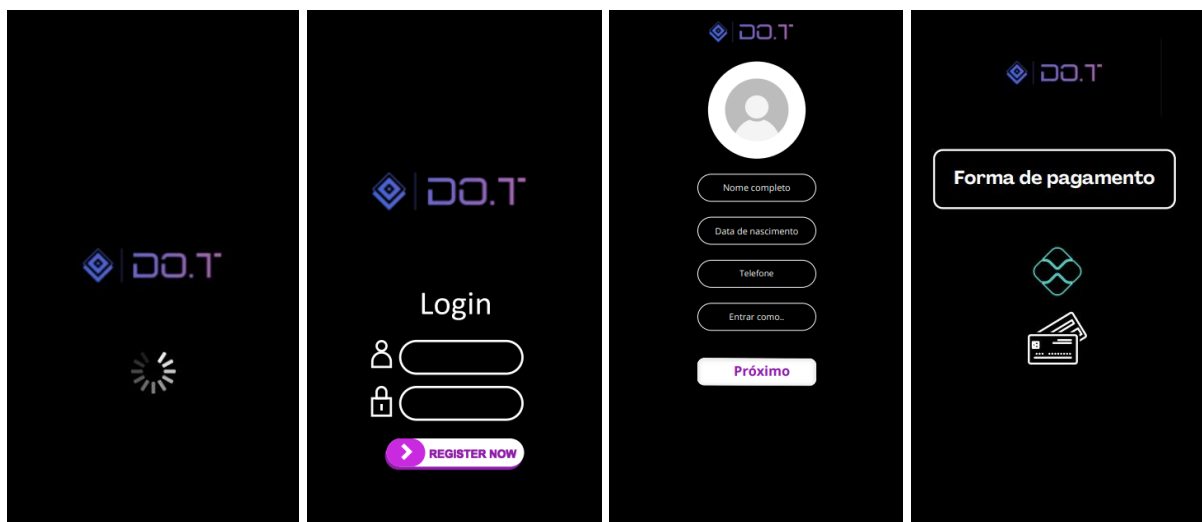 DO.T
DO.T
Login
REGISTER NOW
DO.T
Nome completo
Data de nascimento
Telefone
Entrar como..
Próximo
DO.T
Forma de pagamento